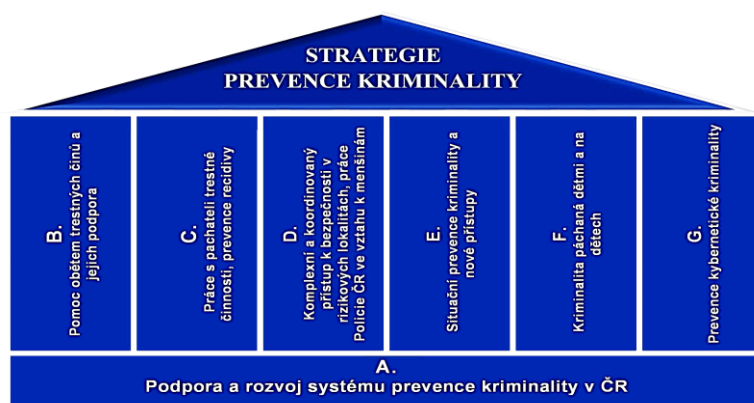 STRATEGIE
PREVENCE KRIMINALITY
B.
Pomoc obětem trestných činů a
jejich podpora
C.
Práce s pachateli trestné
činnosti, prevence recidivy
D.
Komplexní a koordinovaný
přístup k bezpečnosti v
rizikových lokalitách, práce
Policie ČR ve vztahu k menšinám
E.
Situační prevence kriminality a
nové přístupy
F.
Kriminalita páchaná dětmi a na
dětech
G.
Prevence kybernetické kriminality
A.
Podpora a rozvoj systému prevence kriminality v ČR